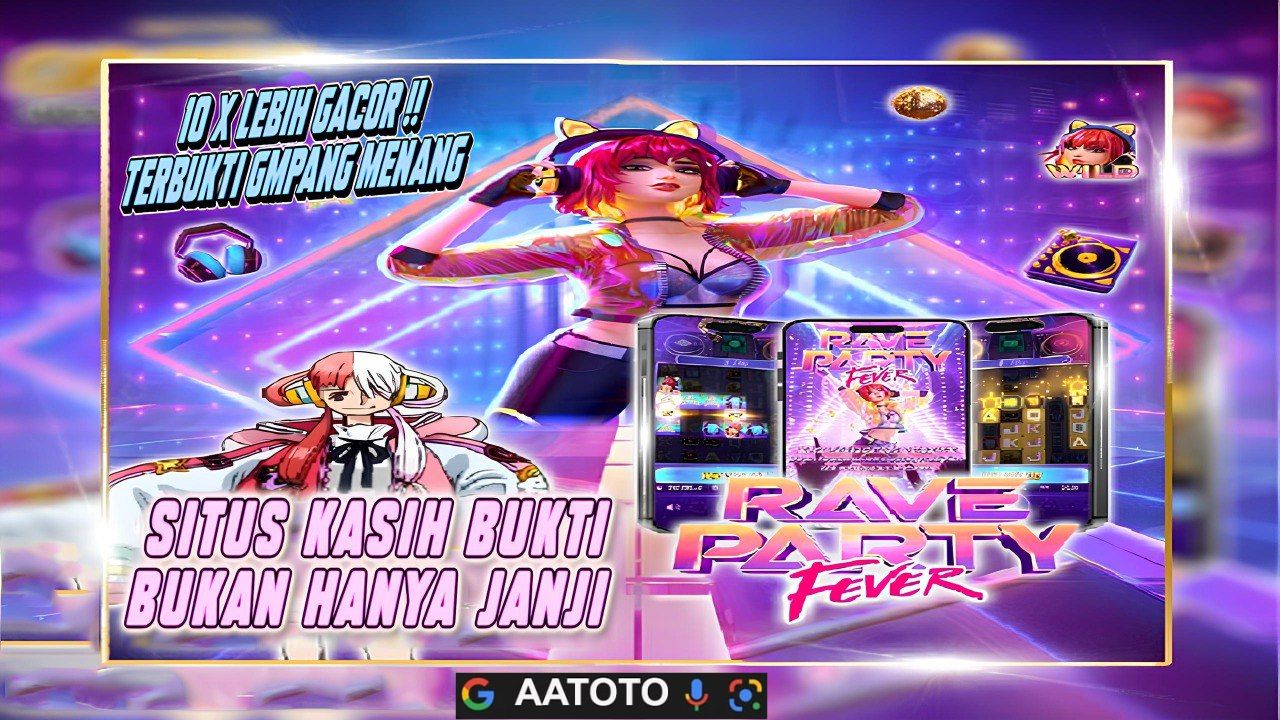 10 X LEBIH GACOR !!
TERBUKTI GMPANG MENANG
WILD
RAVE
PARTY
FEVER
SITUS KASIH BUKTI
BUKAN HANYA JANJI
RAVE
PARTY
FEVER
G AATOTO